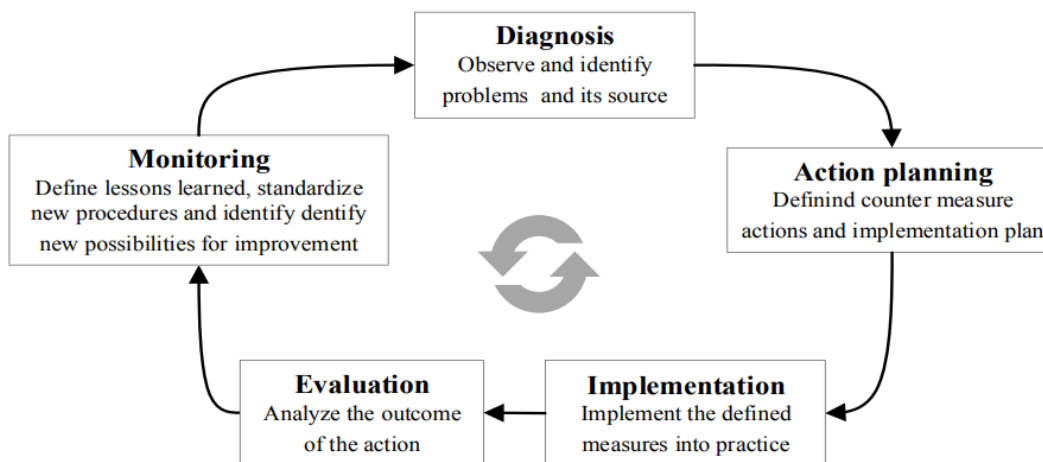 Diagnosis
Observe and identify
problems and its source
Action planning
Definind counter measure
actions and implementation plan
Implementation
Implement the defined
measures into practice
Evaluation
Analyze the outcome
of the action
Monitoring
Define lessons learned, standardize
new procedures and identify dentify
new possibilities for improvement